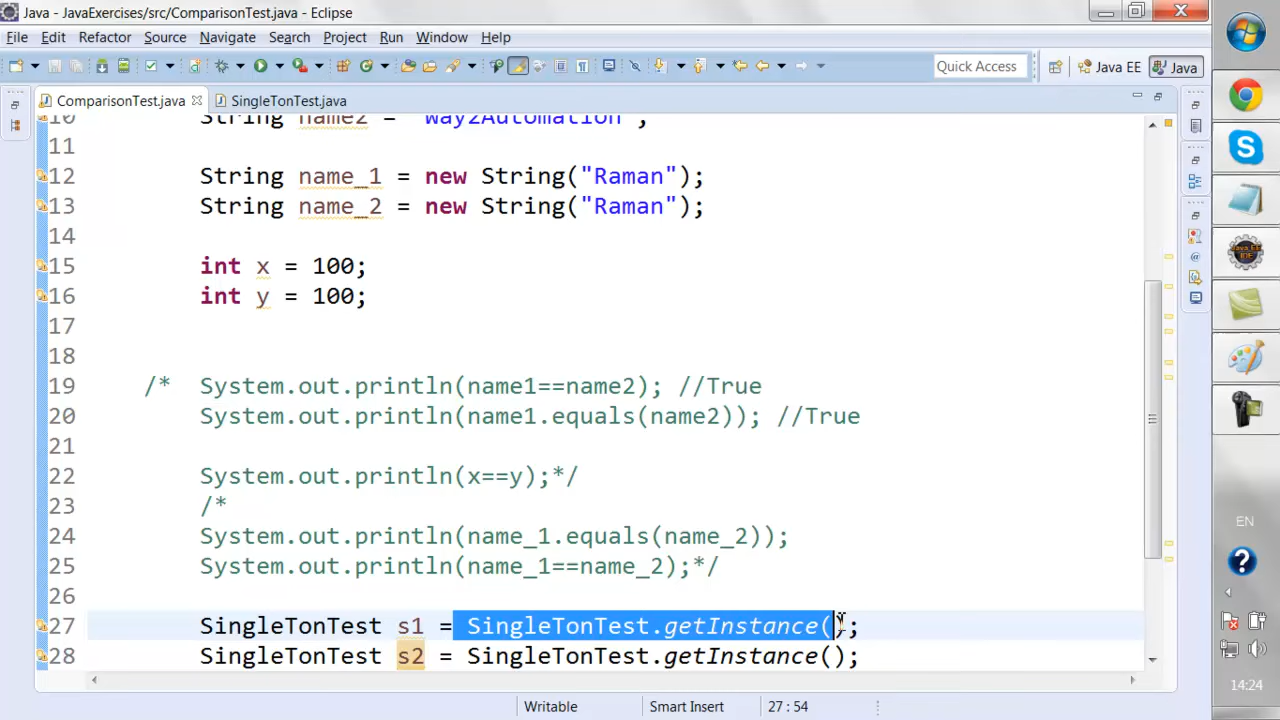 Java - JavaExercises/src/ComparisonTest.java - Eclipse
File Edit Refactor Source Navigate Search Project Run Window Help
Quick Access Java EE Java
ComparisonTest.java SingleTonTest.java
10 String name2 = "Way2Automation";
11
12 String name_1 = new String("Raman");
13 String name_2 = new String("Raman");
14
15 int x = 100;
16 int y = 100;
17
18
19 /* System.out.println(name1==name2); //True
20 System.out.println(name1.equals(name2)); //True
21
22 System.out.println(x==y);*/
23 /*
24 System.out.println(name_1.equals(name_2));
25 System.out.println(name_1==name_2);*/
26
27 SingleTonTest s1 = SingleTonTest.getInstance();
28 SingleTonTest s2 = SingleTonTest.getInstance();
Writable Smart Insert 27 : 54
EN
14:24